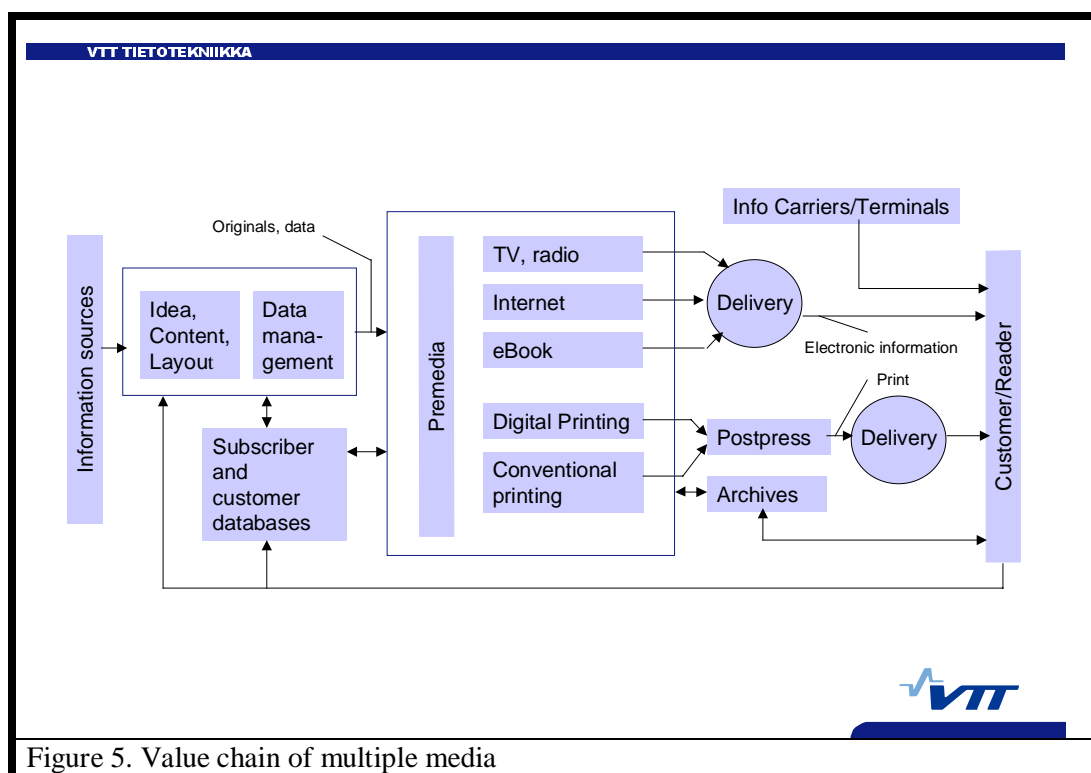 VTT TIETOTEKNIIKKA
Information sources
Idea,
Content,
Layout
Data
mana-
gement
Originals, data
Subscriber
and
customer
databases
Premedia
TV, radio
Internet
eBook
Digital Printing
Conventional
printing
Info Carriers/Terminals
Delivery
Electronic information
Print
Postpress
Delivery
Archives
Customer/Reader
VTT
Figure 5. Value chain of multiple media